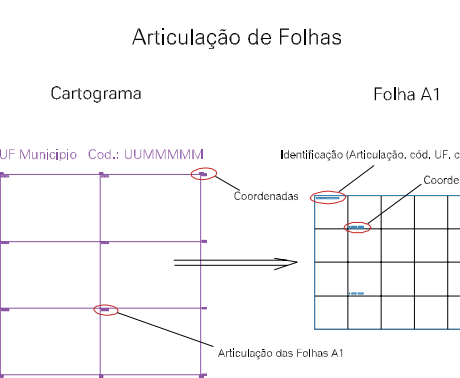 Articulação de Folhas
Cartograma
Folha A1
UF Municipio Cod.: UUMMMMM
Identificação (Articulação, cód. UF, c
Coorde
Coordenadas
Articulação das Folhas A1